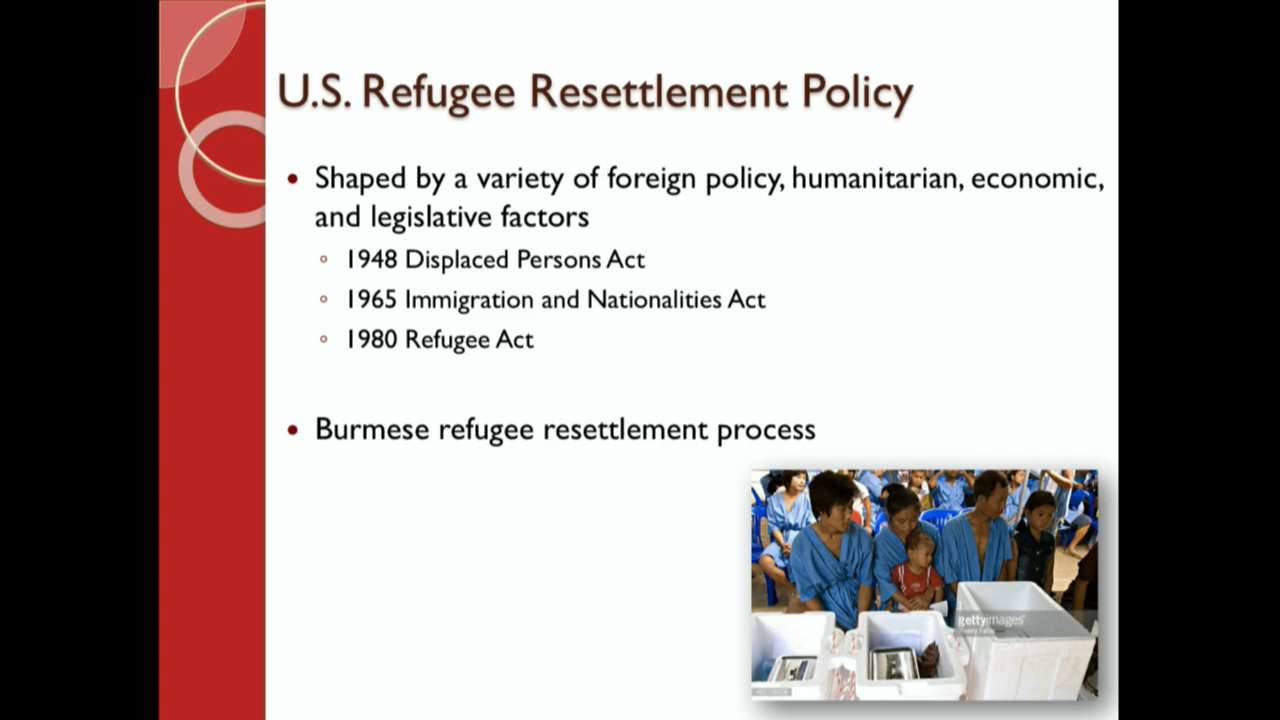 U.S. Refugee Resettlement Policy
• Shaped by a variety of foreign policy, humanitarian, economic,
and legislative factors
◦ 1948 Displaced Persons Act
◦ 1965 Immigration and Nationalities Act
◦ 1980 Refugee Act
• Burmese refugee resettlement process
gettyimages